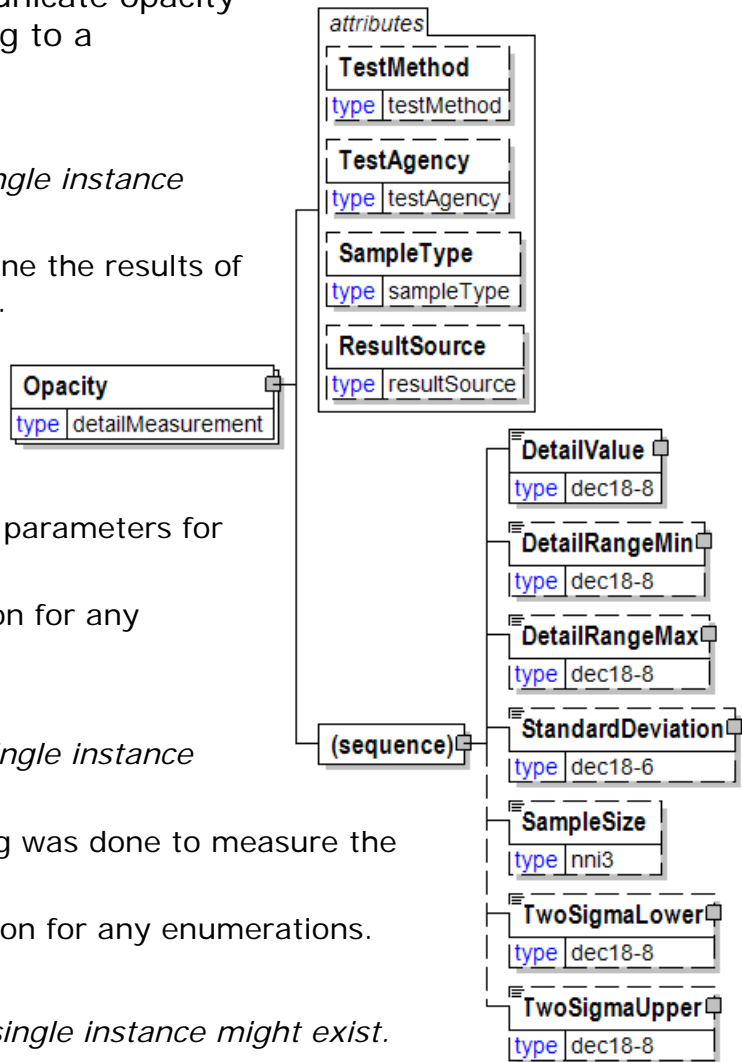 unicate opacity
g to a
ngle instance
ne the results of
.
parameters for
on for any
ingle instance
g was done to measure the
on for any enumerations.
single instance might exist.
Opacity
type detailMeasurement
attributes
TestMethod
type testMethod
TestAgency
type testAgency
SampleType
type sampleType
ResultSource
type resultSource
(sequence)
DetailValue
type dec18-8
DetailRangeMin
type dec18-8
DetailRangeMax
type dec18-8
StandardDeviation
type dec18-6
SampleSize
type nni3
TwoSigmaLower
type dec18-8
TwoSigmaUpper
type dec18-8